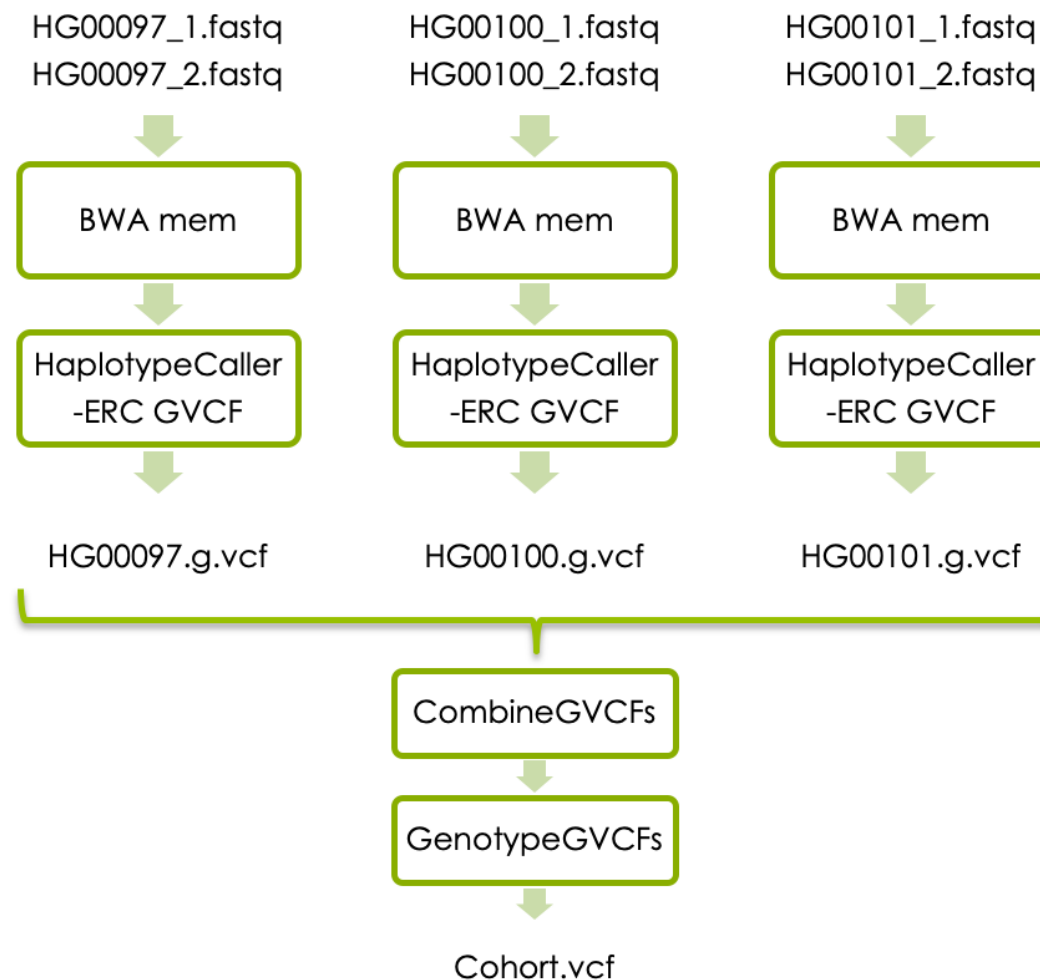 HG00097_1.fastq HG00100_1.fastq HG00101_1.fastq
HG00097_2.fastq HG00100_2.fastq HG00101_2.fastq
BWA mem BWA mem BWA mem
HaplotypeCaller HaplotypeCaller HaplotypeCaller
-ERC GVCF -ERC GVCF -ERC GVCF
HG00097.g.vcf HG00100.g.vcf HG00101.g.vcf
CombineGVCFs
GenotypeGVCFs
Cohort.vcf